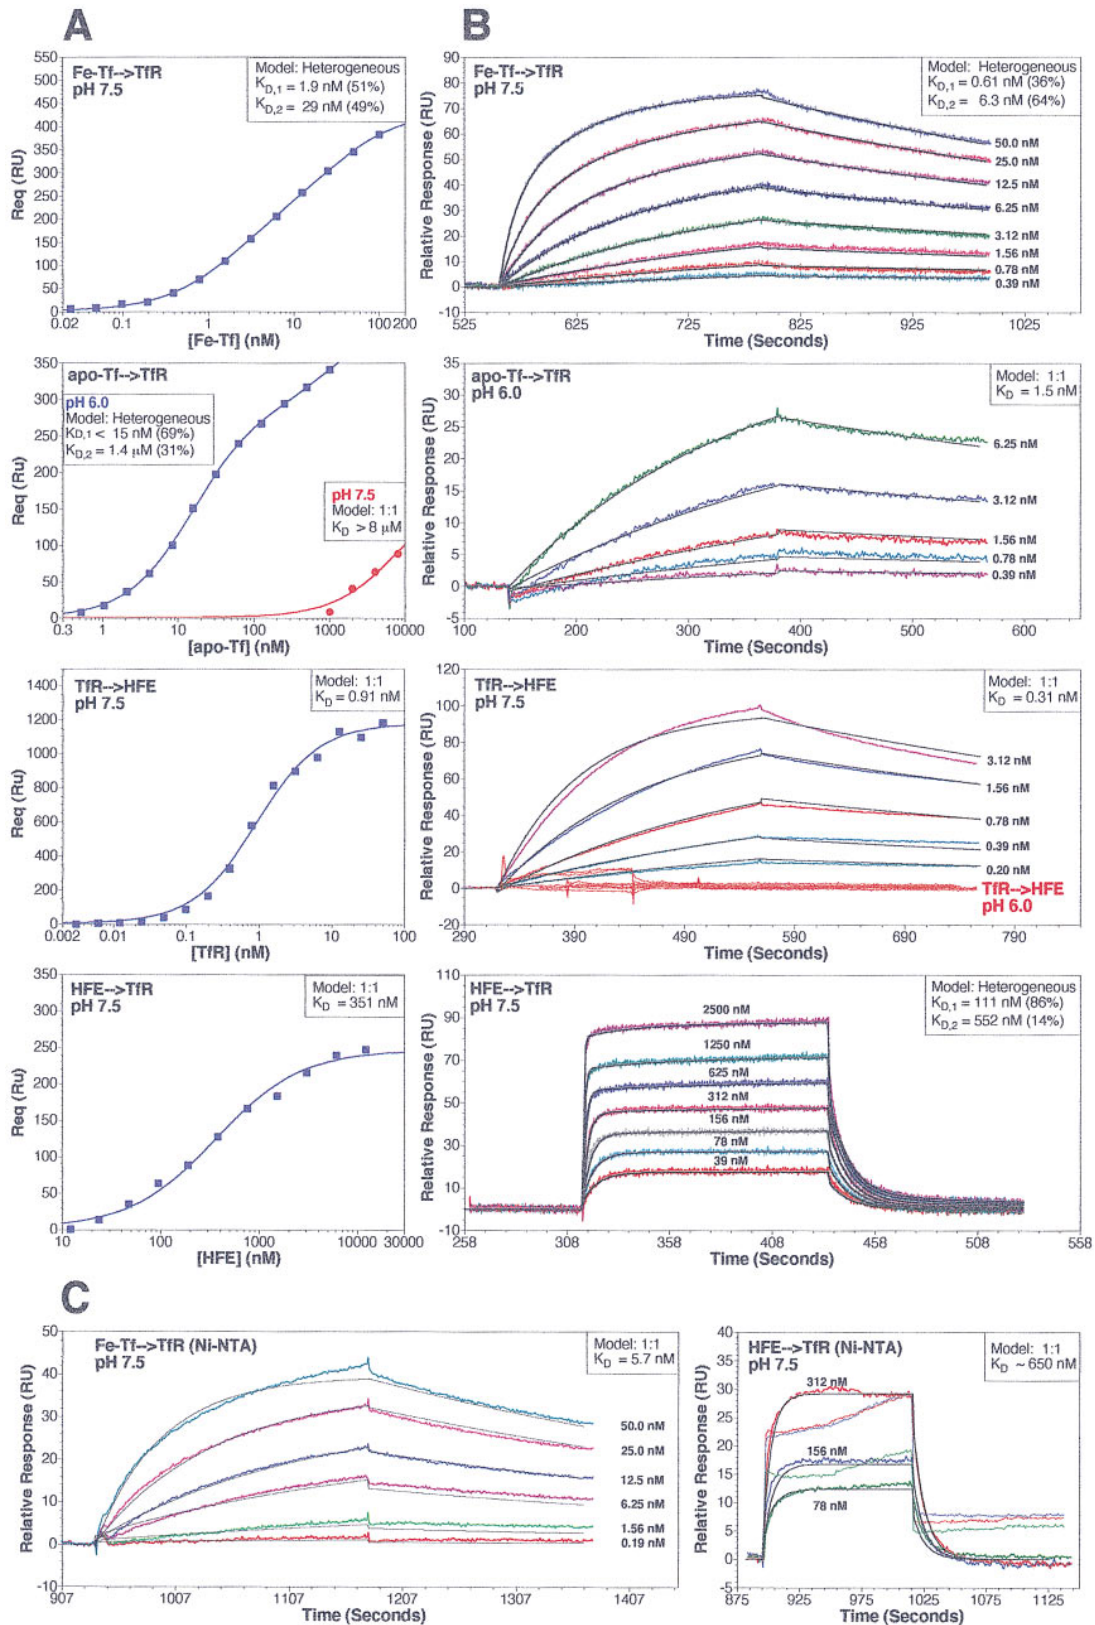 A
B
Fe-Tf-->TfR
pH 7.5
Model: Heterogeneous
KD,1 = 1.9 nM (51%)
KD,2 = 29 nM (49%)
Req (RU)
550
500
450
400
350
300
250
200
150
100
50
0
0.02 0.1 1 10 100 200
[Fe-Tf] (nM)
Fe-Tf-->TfR
pH 7.5
Model: Heterogeneous
KD,1 = 0.61 nM (36%)
KD,2 = 6.3 nM (64%)
Relative Response (RU)
90
80
70
60
50
40
30
20
10
0
-10
50.0 nM
25.0 nM
12.5 nM
6.25 nM
3.12 nM
1.56 nM
0.78 nM
0.39 nM
525 625 725 825 925 1025
Time (Seconds)
apo-Tf-->TfR
pH 6.0
Model: Heterogeneous
KD,1 < 15 nM (69%)
KD,2 = 1.4 µM (31%)
pH 7.5
Model: 1:1
KD > 8 µM
Req (Ru)
350
300
250
200
150
100
50
0
0.3 1 10 100 1000 10000
[apo-Tf] (nM)
apo-Tf-->TfR
pH 6.0
Model: 1:1
KD = 1.5 nM
Relative Response (RU)
35
30
25
20
15
10
5
0
-5
6.25 nM
3.12 nM
1.56 nM
0.78 nM
0.39 nM
100 200 300 400 500 600
Time (Seconds)
TfR-->HFE
pH 7.5
Model: 1:1
KD = 0.91 nM
Req (Ru)
1400
1200
1000
800
600
400
200
0
0.002 0.01 0.1 1 10 100
[TfR] (nM)
TfR-->HFE
pH 7.5
Model: 1:1
KD = 0.31 nM
Relative Response (RU)
120
100
80
60
40
20
0
-20
3.12 nM
1.56 nM
0.78 nM
0.39 nM
0.20 nM
TfR-->HFE
pH 6.0
290 390 490 590 690 790
Time (Seconds)
HFE-->TfR
pH 7.5
Model: 1:1
KD = 351 nM
Req (Ru)
350
300
250
200
150
100
50
0
10 100 1000 10000 30000
[HFE] (nM)
HFE-->TfR
pH 7.5
Model: Heterogeneous
KD,1 = 111 nM (86%)
KD,2 = 552 nM (14%)
Relative Response (RU)
110
90
70
50
30
10
-10
2500 nM
1250 nM
625 nM
312 nM
156 nM
78 nM
39 nM
258 308 358 408 458 508 558
Time (Seconds)
C
Fe-Tf-->TfR (Ni-NTA)
pH 7.5
Model: 1:1
KD = 5.7 nM
Relative Response (RU)
50
40
30
20
10
0
-10
50.0 nM
25.0 nM
12.5 nM
6.25 nM
1.56 nM
0.19 nM
907 1007 1107 1207 1307 1407
Time (Seconds)
HFE-->TfR (Ni-NTA)
pH 7.5
Model: 1:1
KD ~ 650 nM
Relative Response (RU)
40
35
30
25
20
15
10
5
0
-5
312 nM
156 nM
78 nM
875 925 975 1025 1075 1125
Time (Seconds)